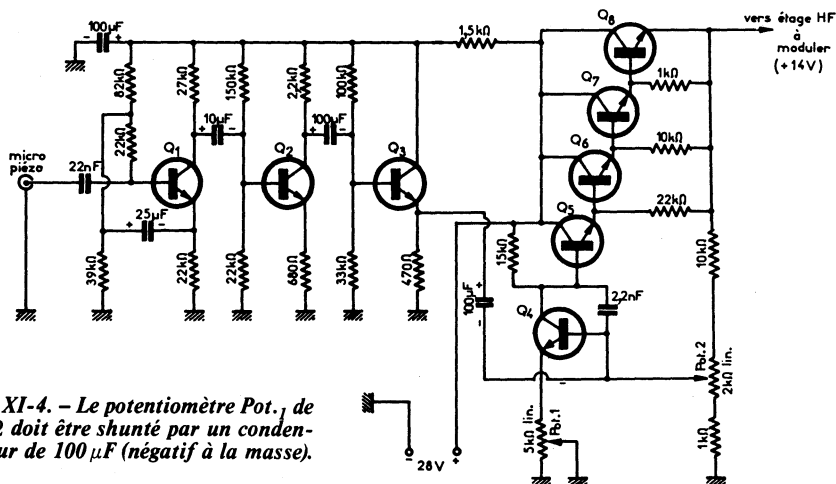 100µF
- +
82kΩ
27kΩ
150kΩ
2,2kΩ
100kΩ
1,5kΩ
Q8
vers étage HF
à
moduler
(+14V)
Q7
1kΩ
10µF
+ -
100µF
+ -
22kΩ
micro
piézo
22nF
Q1
Q2
Q3
Q6
10kΩ
Q5
22kΩ
25µF
+ -
39kΩ
22kΩ
22kΩ
680Ω
33kΩ
470Ω
15kΩ
10kΩ
100µF
+
-
Q4
2,2nF
Pot.2
2kΩ lin.
5kΩ lin.
Pot.1
1kΩ
- 28V +
XI-4. – Le potentiomètre Pot.1 de
doit être shunté par un conden-
ur de 100 µF (négatif à la masse).